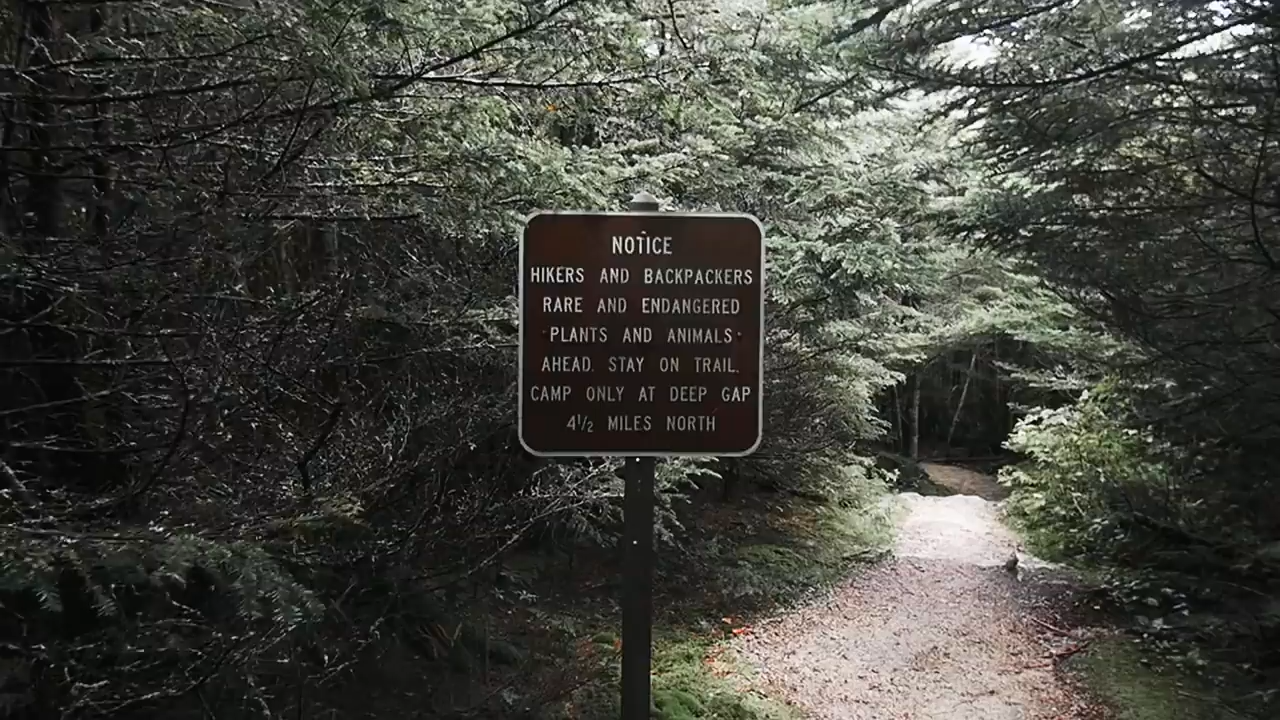 NOTICE
HIKERS AND BACKPACKERS
RARE AND ENDANGERED
PLANTS AND ANIMALS
AHEAD. STAY ON TRAIL.
CAMP ONLY AT DEEP GAP
4½ MILES NORTH